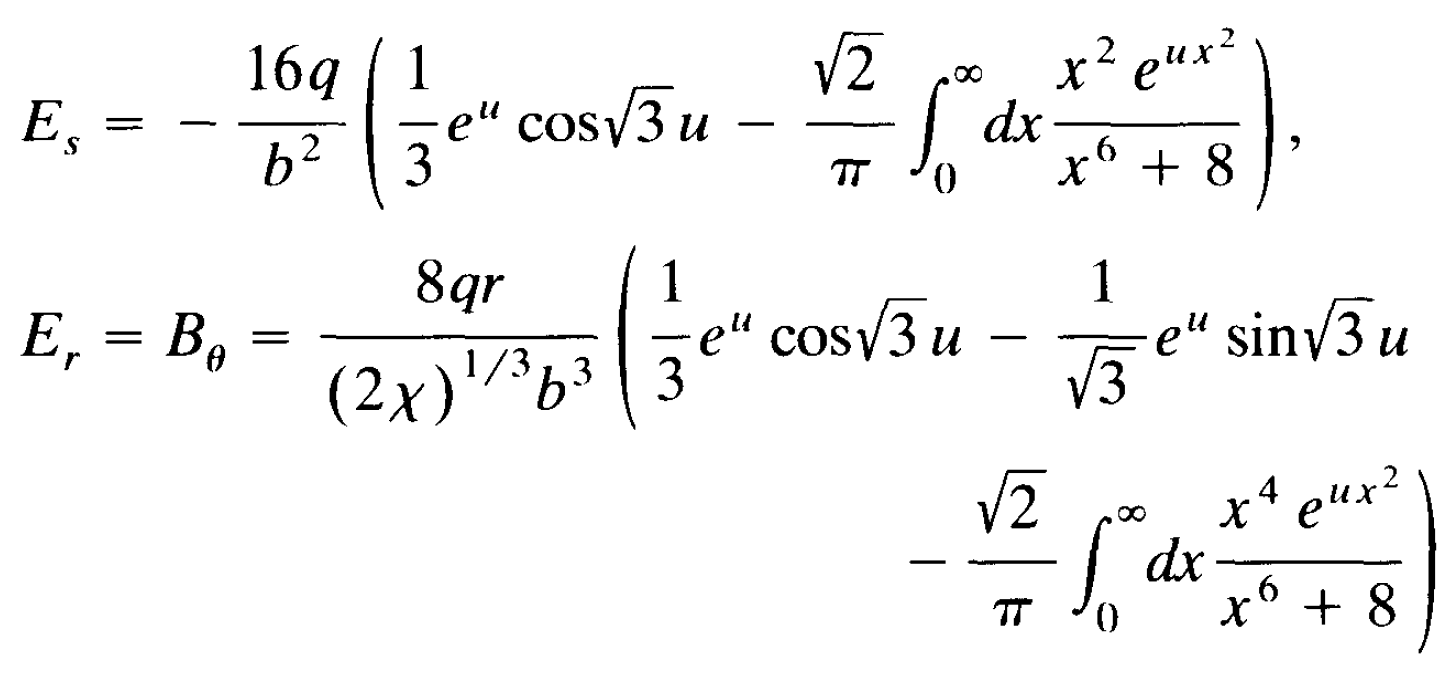 E_s = - \frac{16q}{b^2} \left( \frac{1}{3} e^u \cos\sqrt{3}u - \frac{\sqrt{2}}{\pi} \int_0^\infty dx \frac{x^2 e^{ux^2}}{x^6 + 8} \right),
E_r = B_\theta = \frac{8qr}{(2\chi)^{1/3} b^3} \left( \frac{1}{3} e^u \cos\sqrt{3}u - \frac{1}{\sqrt{3}} e^u \sin\sqrt{3}u
- \frac{\sqrt{2}}{\pi} \int_0^\infty dx \frac{x^4 e^{ux^2}}{x^6 + 8} \right)